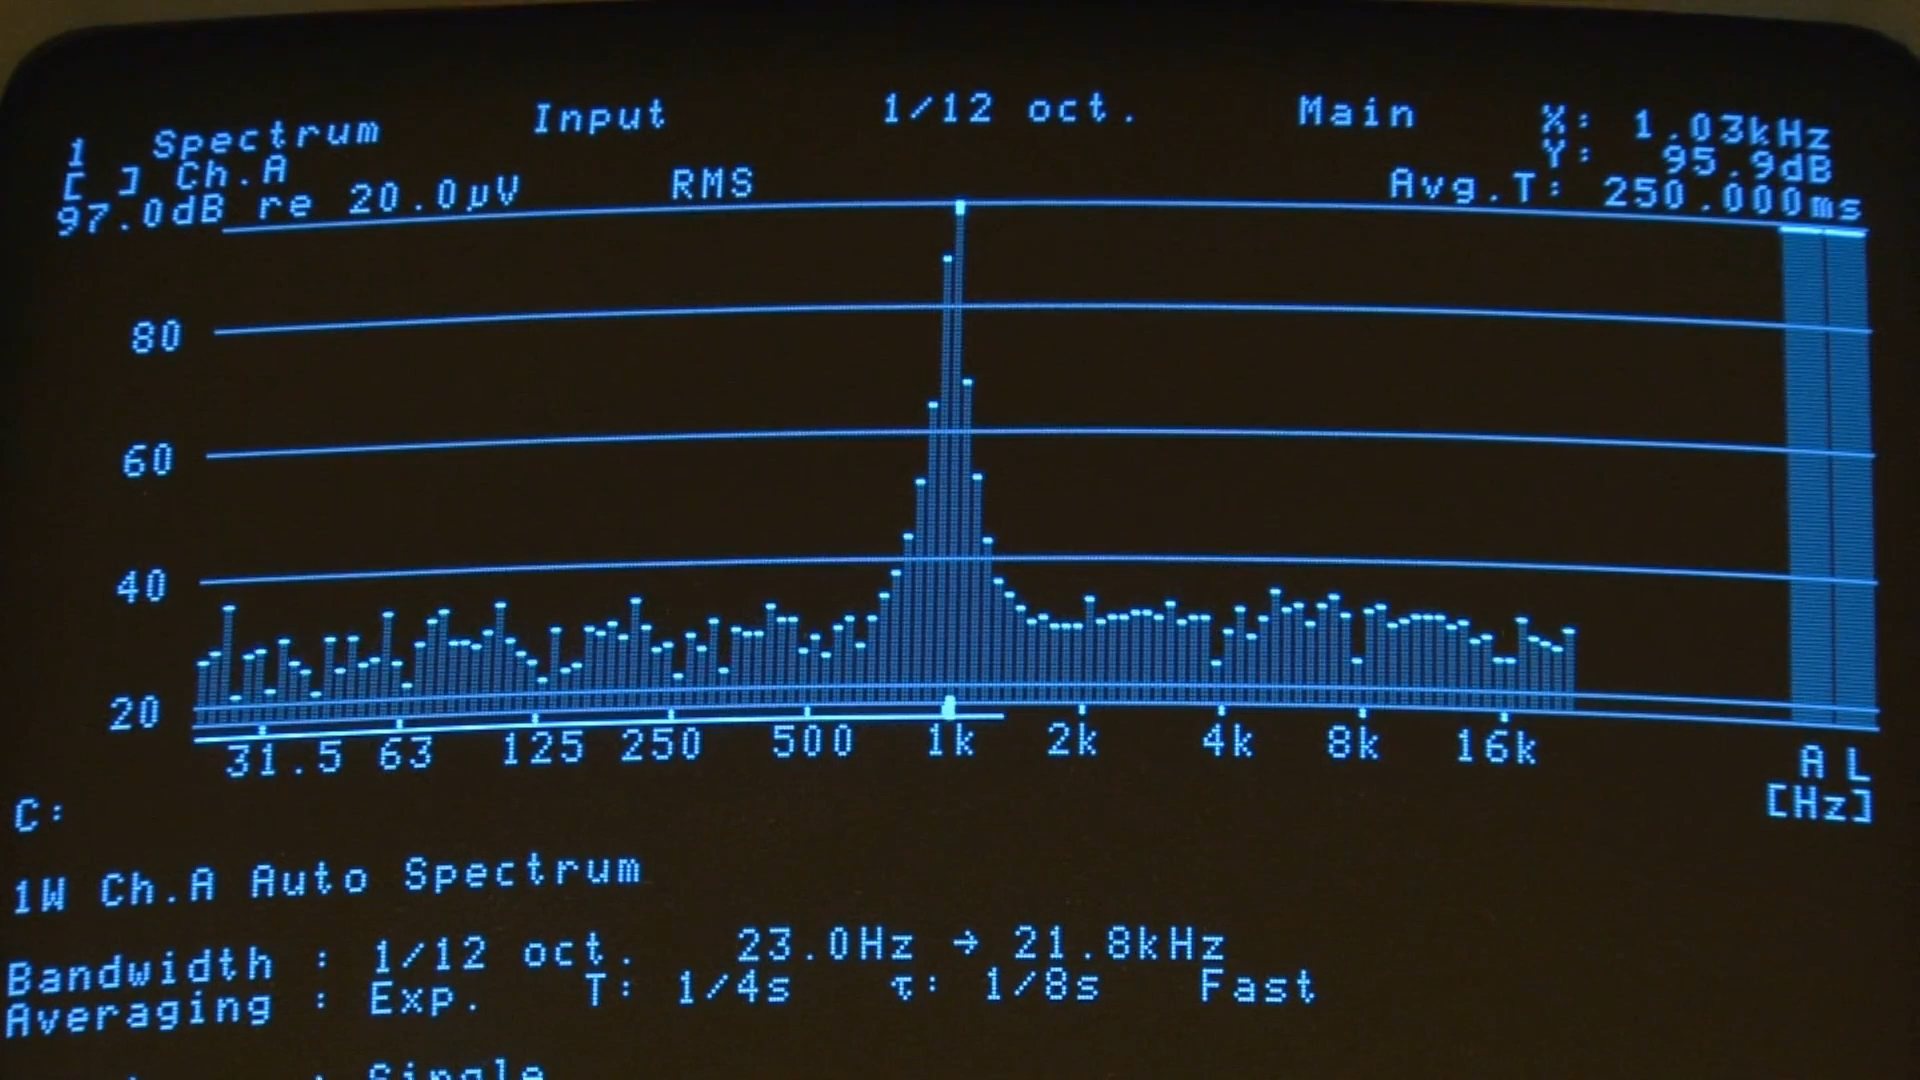 1 Spectrum Input 1/12 oct. Main X: 1.03kHz
[ ] Ch.A Y: 95.9dB
97.0dB re 20.0µV RMS Avg.T: 250.000ms
80
60
40
20
31.5 63 125 250 500 1k 2k 4k 8k 16k A L
[Hz]
C:
1W Ch.A Auto Spectrum
Bandwidth : 1/12 oct. 23.0Hz → 21.8kHz
Averaging : Exp. T: 1/4s τ: 1/8s Fast
: Single